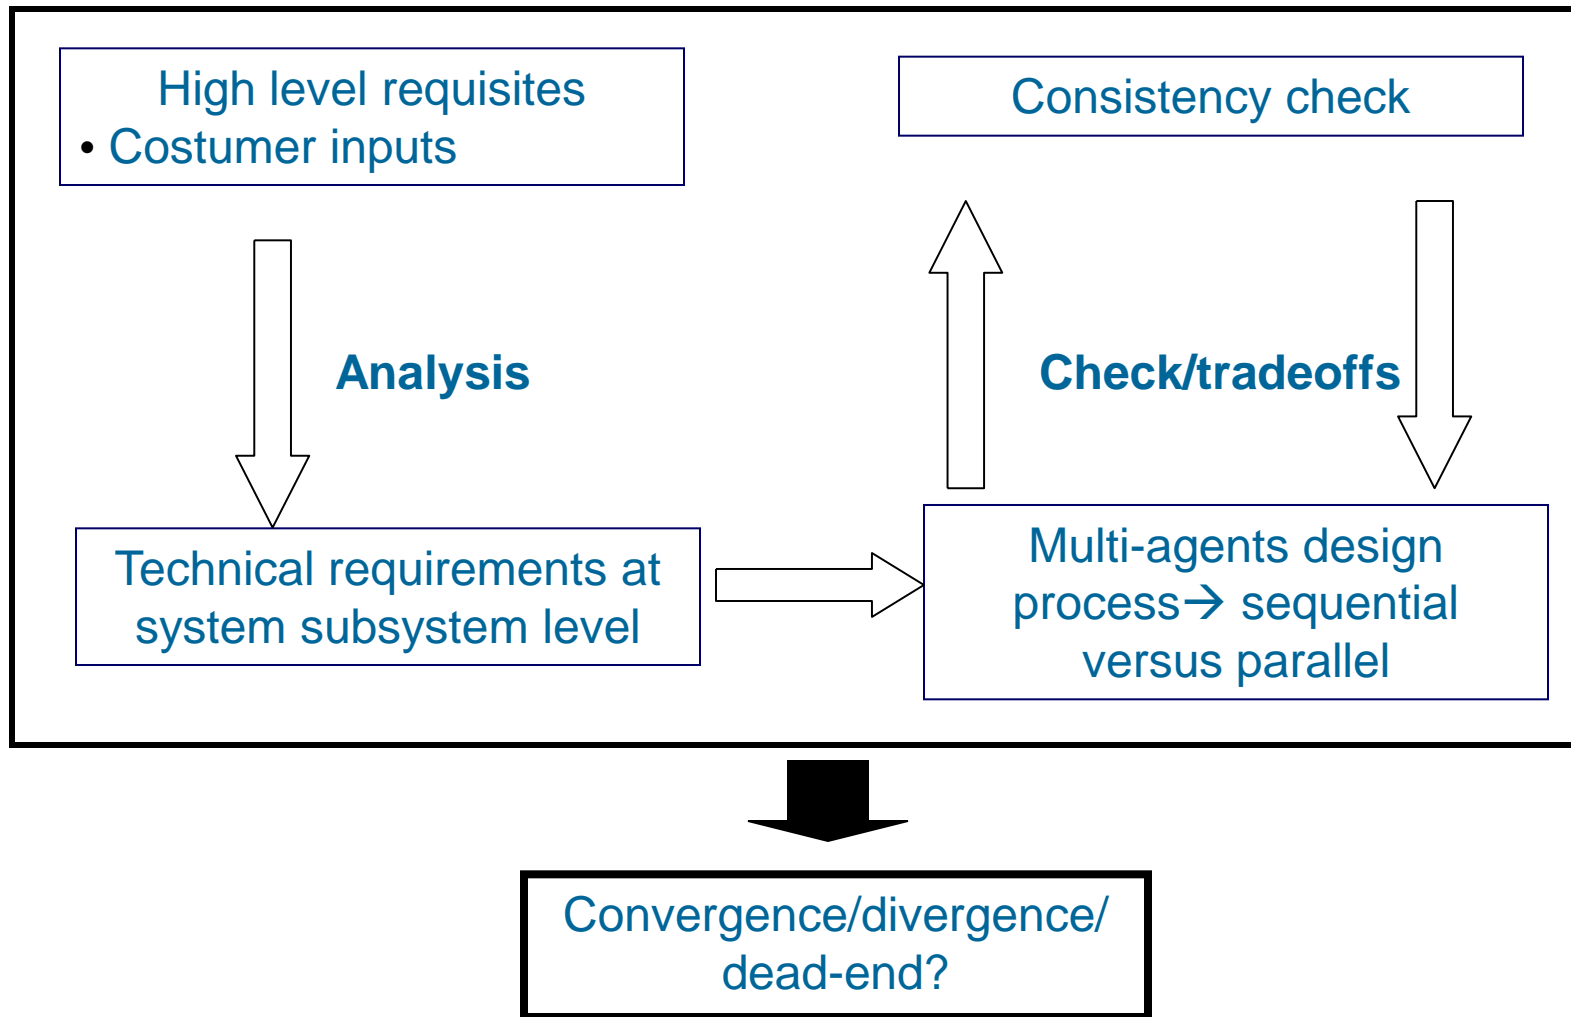 High level requisites
• Costumer inputs
Consistency check
Analysis
Check/tradeoffs
Technical requirements at
system subsystem level
Multi-agents design
process→ sequential
versus parallel
Convergence/divergence/
dead-end?